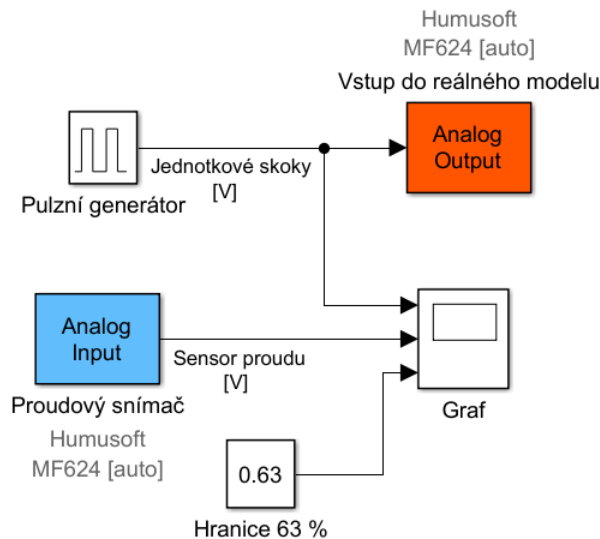 Humusoft
MF624 [auto]
Vstup do reálného modelu
Analog
Output
Jednotkové skoky
[V]
Pulzní generátor
Analog
Input
Sensor proudu
[V]
Proudový snímač
Humusoft
MF624 [auto]
Graf
0.63
Hranice 63 %